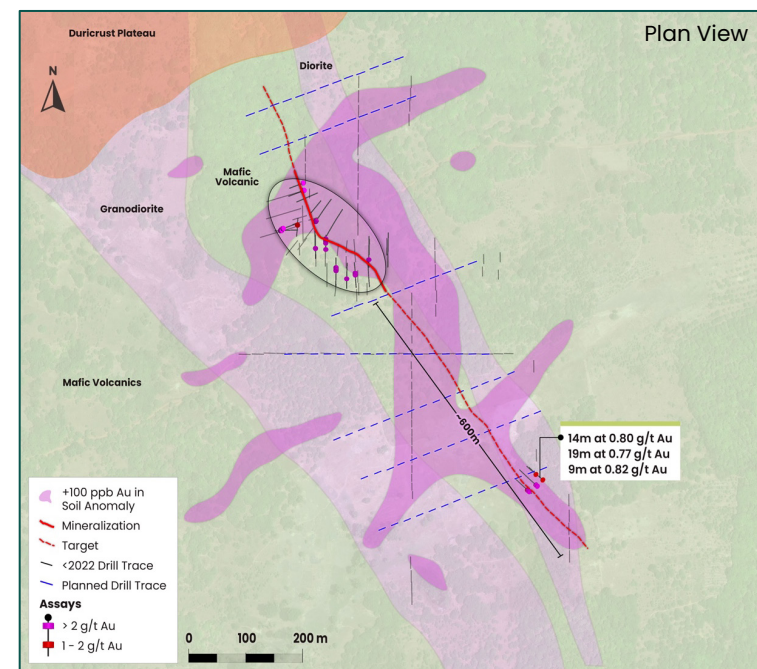 Plan View
Duricrust Plateau
N
Diorite
Mafic
Volcanic
Granodiorite
Mafic Volcanics
~600m
14m at 0.80 g/t Au
19m at 0.77 g/t Au
9m at 0.82 g/t Au
+100 ppb Au in
Soil Anomaly
Mineralization
Target
<2022 Drill Trace
Planned Drill Trace
Assays
> 2 g/t Au
1 - 2 g/t Au
0 100 200 m